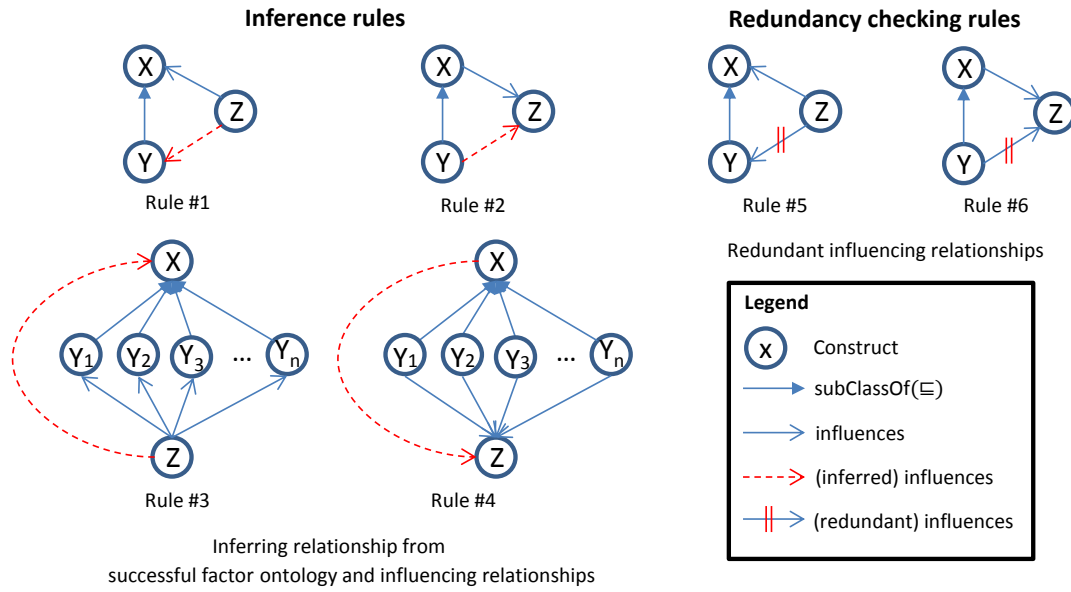 Inference rules
Redundancy checking rules
X
Z
Y
Rule #1
X
Z
Y
Rule #2
X
Z
Y
Rule #5
X
Z
Y
Rule #6
Redundant influencing relationships
X
Y1 Y2 Y3 ... Yn
Z
Rule #3
X
Y1 Y2 Y3 ... Yn
Z
Rule #4
Inferring relationship from
successful factor ontology and influencing relationships
Legend
x Construct
subClassOf(⊑)
influences
(inferred) influences
(redundant) influences